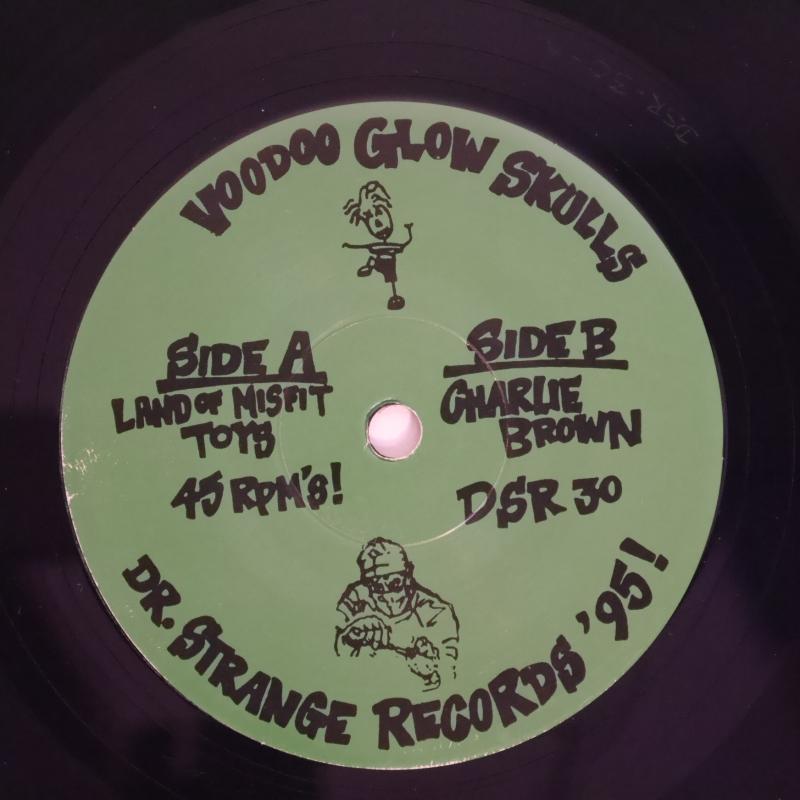 VOODOO GLOW SKULLS
SIDE A
LAND OF MISFIT
TOYS
45 RPM'S!
SIDE B
CHARLIE
BROWN
DSR 30
DR. STRANGE RECORDS '95!